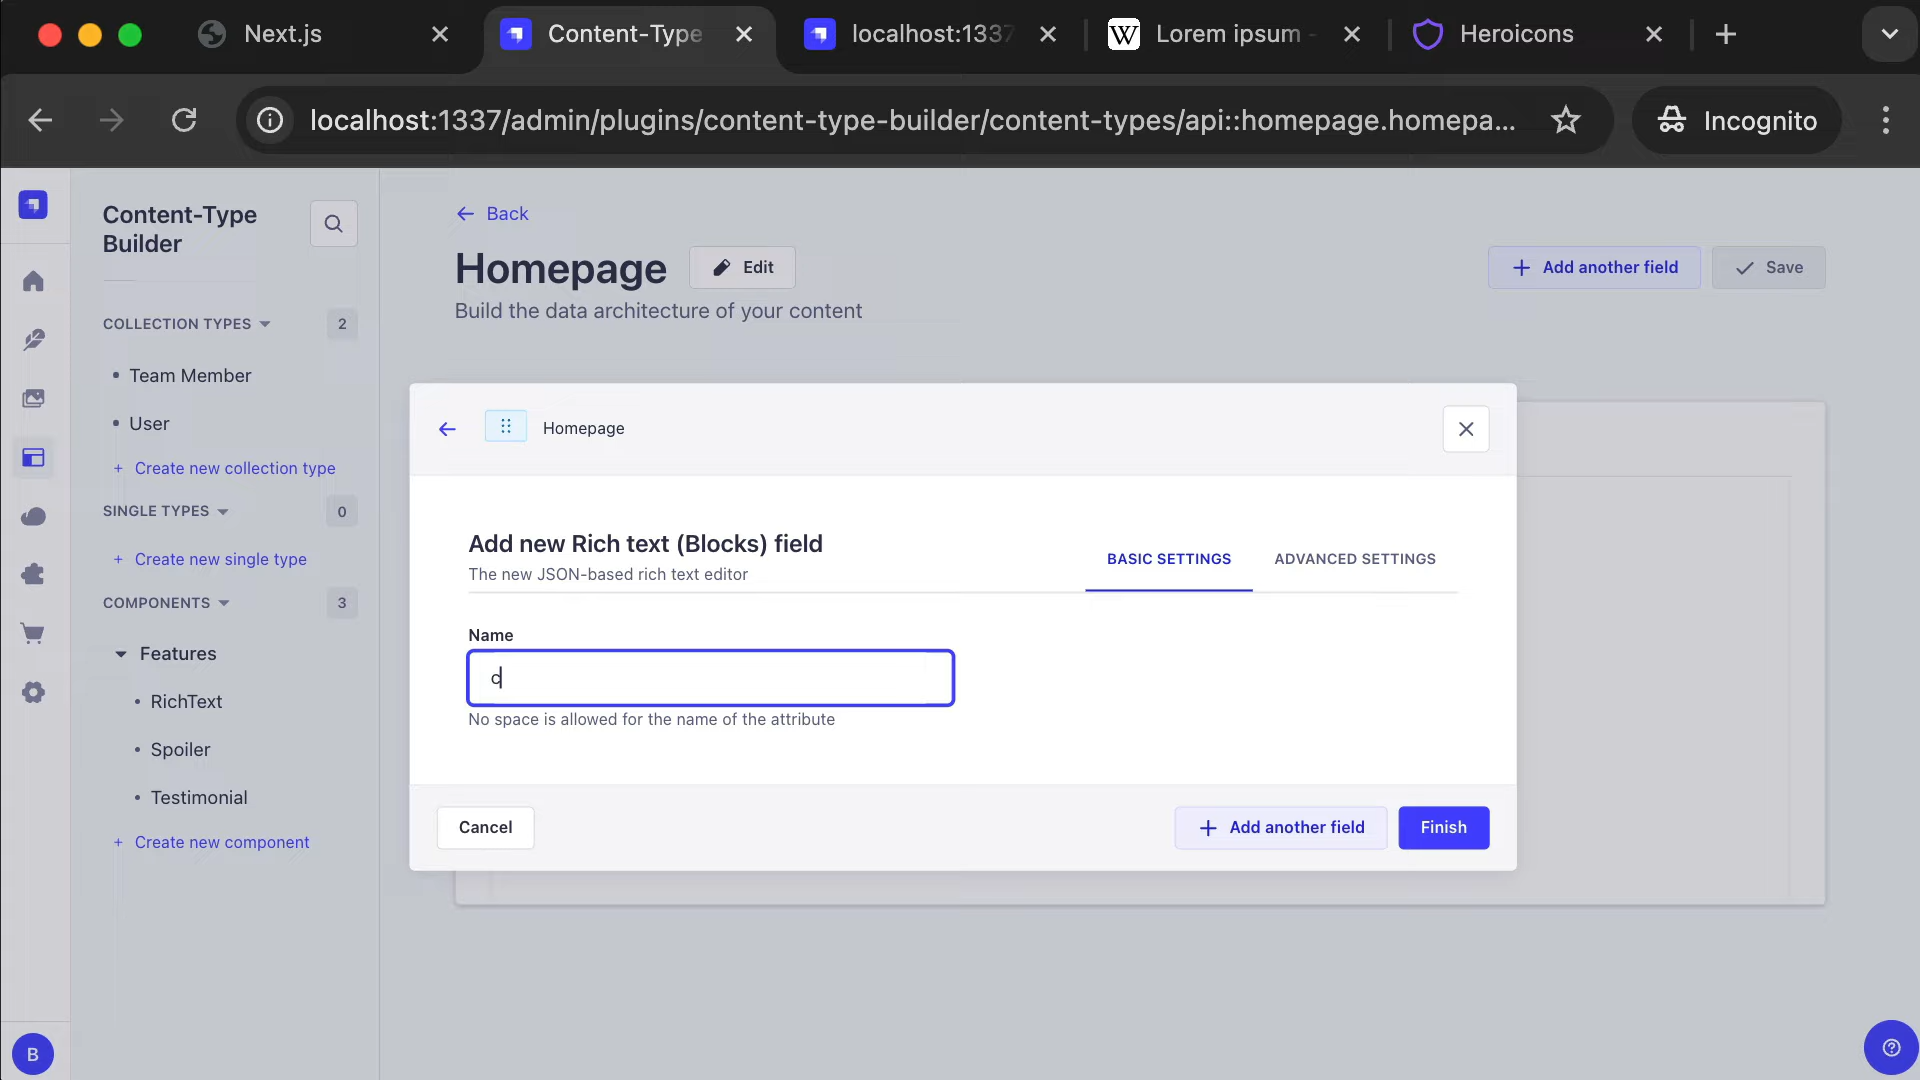 Next.js
Content-Type
localhost:1337
Lorem ipsum -
Heroicons
localhost:1337/admin/plugins/content-type-builder/content-types/api::homepage.homepa...
Incognito
Content-Type
Builder
COLLECTION TYPES
2
Team Member
User
+ Create new collection type
SINGLE TYPES
0
+ Create new single type
COMPONENTS
3
Features
RichText
Spoiler
Testimonial
+ Create new component
B
Back
Homepage
Edit
Add another field
Save
Build the data architecture of your content
Homepage
Add new Rich text (Blocks) field
The new JSON-based rich text editor
BASIC SETTINGS
ADVANCED SETTINGS
Name
c
No space is allowed for the name of the attribute
Cancel
Add another field
Finish